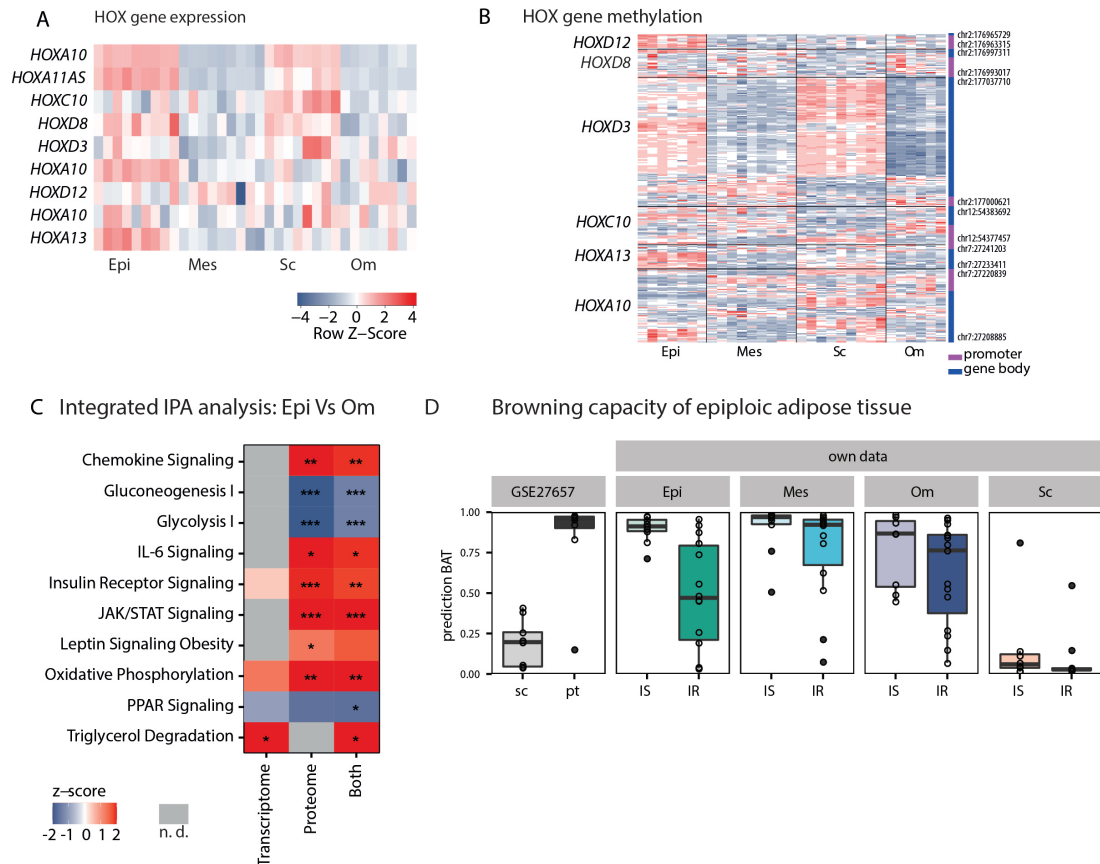 A
HOX gene expression
HOXA10
HOXA11AS
HOXC10
HOXD8
HOXD3
HOXA10
HOXD12
HOXA10
HOXA13
Epi Mes Sc Om
−4 −2 0 2 4
Row Z−Score
B
HOX gene methylation
HOXD12
HOXD8
HOXD3
HOXC10
HOXA13
HOXA10
chr2:176965729
chr2:176963315
chr2:176997311
chr2:176993017
chr2:177037710
chr2:177000621
chr12:54383692
chr12:54377457
chr7:27241203
chr7:27233411
chr7:27220839
chr7:27208885
Epi Mes Sc Om
promoter
gene body
C
Integrated IPA analysis: Epi Vs Om
Chemokine Signaling ** **
Gluconeogenesis I *** ***
Glycolysis I *** ***
IL-6 Signaling * *
Insulin Receptor Signaling *** **
JAK/STAT Signaling *** ***
Leptin Signaling Obesity *
Oxidative Phosphorylation ** **
PPAR Signaling *
Triglycerol Degradation * *
Transcriptome
Proteome
Both
z−score
-2 -1 0 1 2
n. d.
D
Browning capacity of epiploic adipose tissue
own data
GSE27657 Epi Mes Om Sc
prediction BAT
1.00
0.75
0.50
0.25
0.00
sc pt IS IR IS IR IS IR IS IR